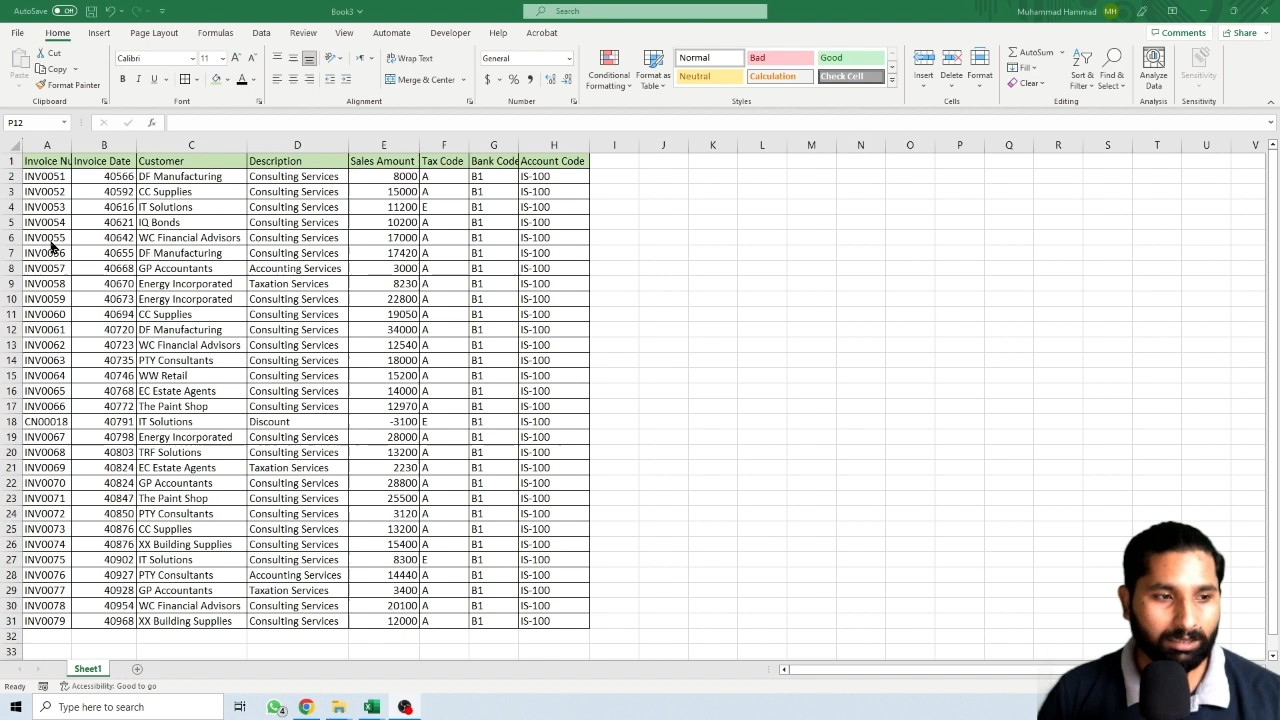 AutoSave Off Book3 Search Muhammad Hammad MH
File Home Insert Page Layout Formulas Data Review View Automate Developer Help Acrobat Comments Share
Paste Cut Copy Format Painter Calibri 11 Wrap Text Merge & Center General Conditional Formatting Format as Table Normal Bad Good Neutral Calculation Check Cell Insert Delete Format AutoSum Fill Clear Sort & Filter Find & Select Analyze Data Sensitivity
Clipboard Font Alignment Number Styles Cells Editing Analysis Sensitivity
P12 fx
A B C D E F G H I J K L M N O P Q R S T U V
1 Invoice Nu Invoice Date Customer Description Sales Amount Tax Code Bank Code Account Code
2 INV0051 40566 DF Manufacturing Consulting Services 8000 A B1 IS-100
3 INV0052 40592 CC Supplies Consulting Services 15000 A B1 IS-100
4 INV0053 40616 IT Solutions Consulting Services 11200 E B1 IS-100
5 INV0054 40621 IQ Bonds Consulting Services 10200 A B1 IS-100
6 INV0055 40642 WC Financial Advisors Consulting Services 17000 A B1 IS-100
7 INV0056 40655 DF Manufacturing Consulting Services 17420 A B1 IS-100
8 INV0057 40668 GP Accountants Accounting Services 3000 A B1 IS-100
9 INV0058 40670 Energy Incorporated Taxation Services 8230 A B1 IS-100
10 INV0059 40673 Energy Incorporated Consulting Services 22800 A B1 IS-100
11 INV0060 40694 CC Supplies Consulting Services 19050 A B1 IS-100
12 INV0061 40720 DF Manufacturing Consulting Services 34000 A B1 IS-100
13 INV0062 40723 WC Financial Advisors Consulting Services 12540 A B1 IS-100
14 INV0063 40735 PTY Consultants Consulting Services 18000 A B1 IS-100
15 INV0064 40746 WW Retail Consulting Services 15200 A B1 IS-100
16 INV0065 40768 EC Estate Agents Consulting Services 14000 A B1 IS-100
17 INV0066 40772 The Paint Shop Consulting Services 12970 A B1 IS-100
18 CN00018 40791 IT Solutions Discount -3100 E B1 IS-100
19 INV0067 40798 Energy Incorporated Consulting Services 28000 A B1 IS-100
20 INV0068 40803 TRF Solutions Consulting Services 13200 A B1 IS-100
21 INV0069 40824 EC Estate Agents Taxation Services 2230 A B1 IS-100
22 INV0070 40824 GP Accountants Consulting Services 28800 A B1 IS-100
23 INV0071 40847 The Paint Shop Consulting Services 25500 A B1 IS-100
24 INV0072 40850 PTY Consultants Consulting Services 3120 A B1 IS-100
25 INV0073 40876 CC Supplies Consulting Services 13200 A B1 IS-100
26 INV0074 40876 XX Building Supplies Consulting Services 15400 A B1 IS-100
27 INV0075 40902 IT Solutions Consulting Services 8300 E B1 IS-100
28 INV0076 40927 PTY Consultants Accounting Services 14440 A B1 IS-100
29 INV0077 40928 GP Accountants Taxation Services 3400 A B1 IS-100
30 INV0078 40954 WC Financial Advisors Consulting Services 20100 A B1 IS-100
31 INV0079 40968 XX Building Supplies Consulting Services 12000 A B1 IS-100
32
33
Sheet1
Ready Accessibility: Good to go
Type here to search 4